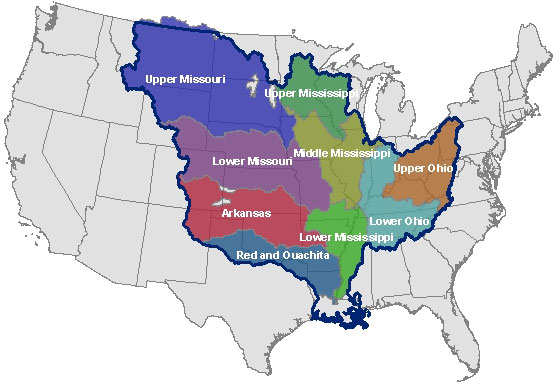 Upper Missouri
Upper Mississippi
Middle Mississippi
Lower Missouri
Upper Ohio
Arkansas
Lower Ohio
Lower Mississippi
Red and Ouachita